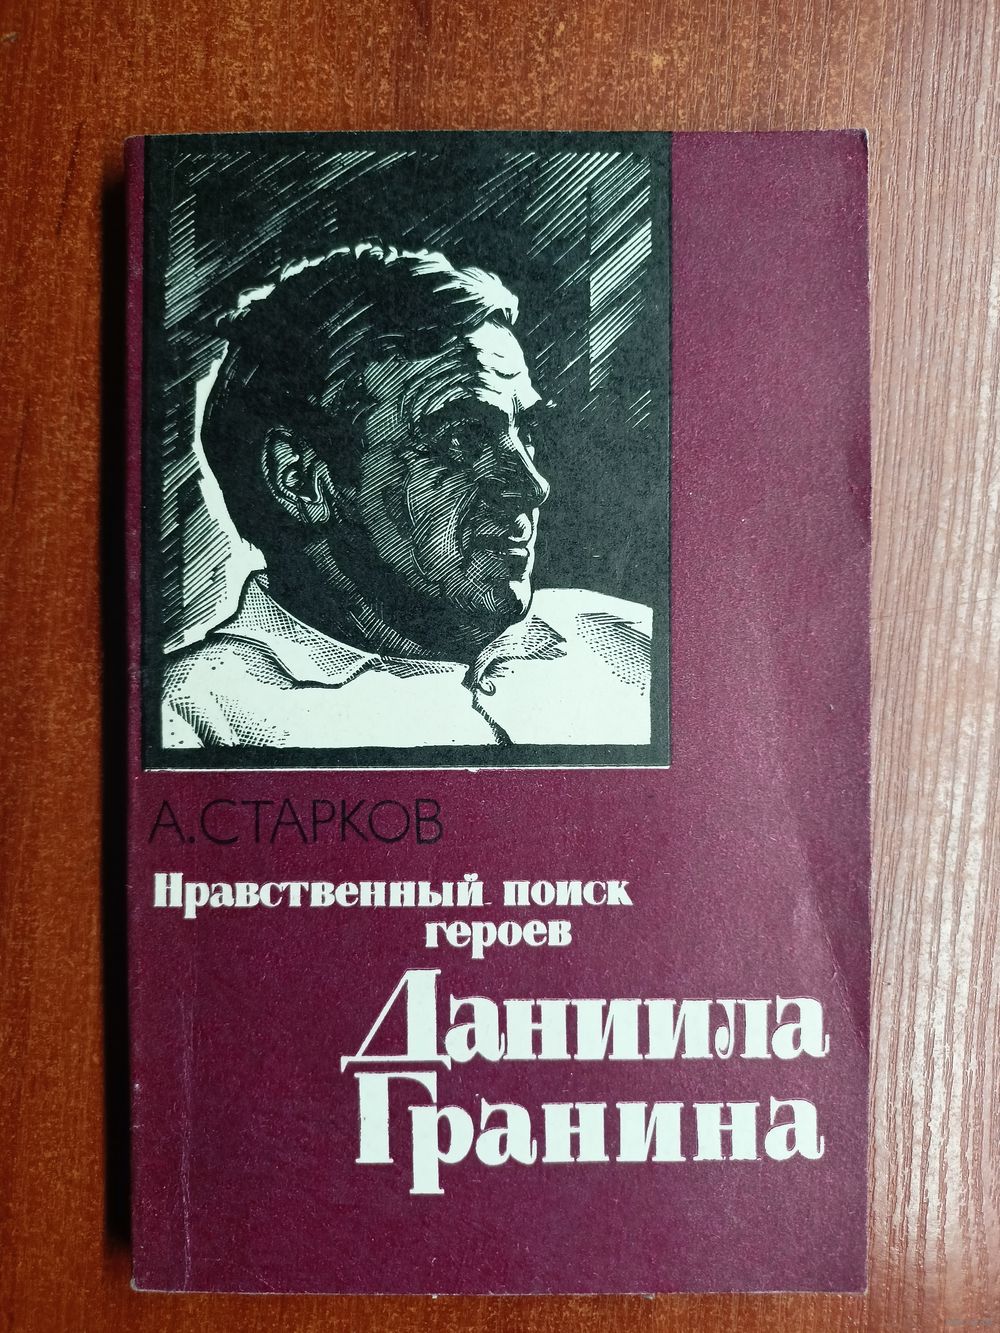 А.СТАРКОВ
Нравственный поиск
героев
Даниила
Гранина